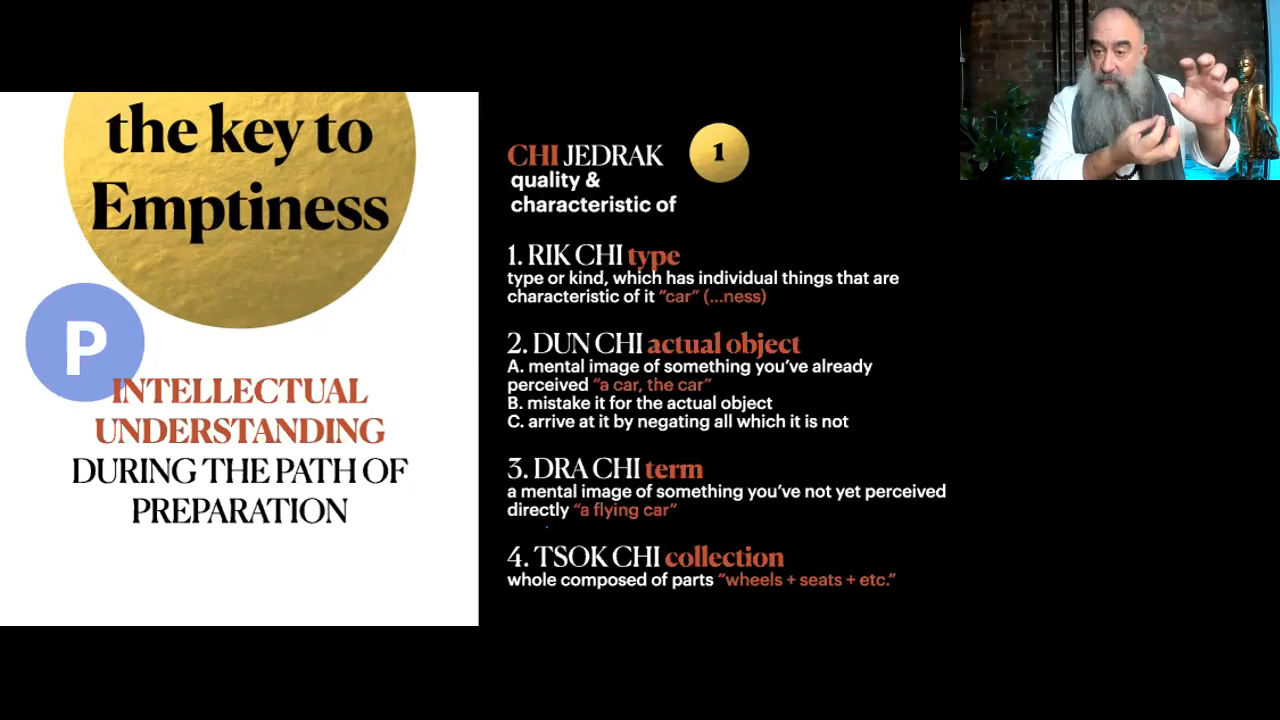 the key to
Emptiness
P
INTELLECTUAL
UNDERSTANDING
DURING THE PATH OF
PREPARATION
CHI JEDRAK
1
quality &
characteristic of
1. RIK CHI type
type or kind, which has individual things that are
characteristic of it “car” (...ness)
2. DUN CHI actual object
A. mental image of something you’ve already
perceived “a car, the car”
B. mistake it for the actual object
C. arrive at it by negating all which it is not
3. DRA CHI term
a mental image of something you’ve not yet perceived
directly “a flying car”
4. TSOK CHI collection
whole composed of parts “wheels + seats + etc.”